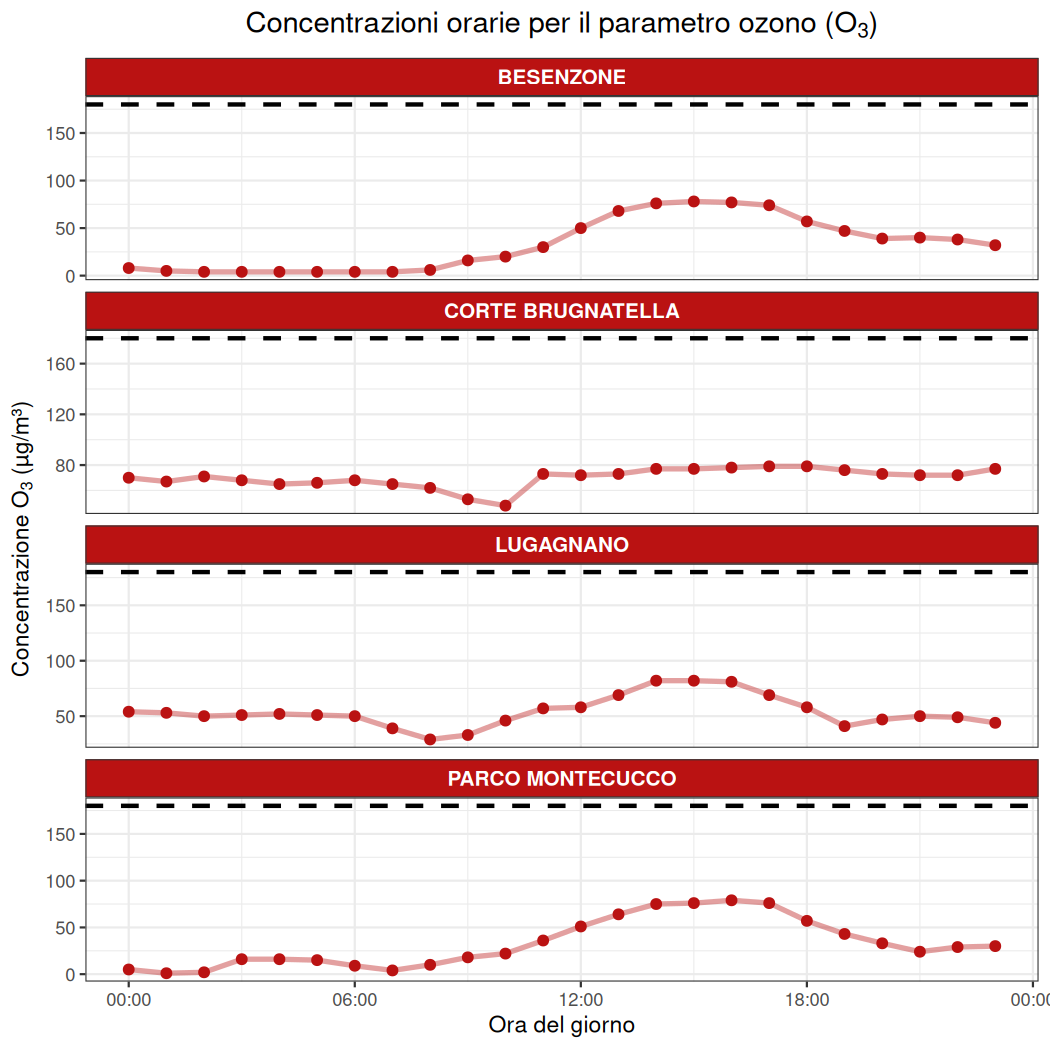 Concentrazioni orarie per il parametro ozono (O₃)
BESENZONE
150
100
50
0
CORTE BRUGNATELLA
160
120
80
LUGAGNANO
150
100
50
PARCO MONTECUCCO
150
100
50
0
Concentrazione O₃ (µg/m³)
00:00 06:00 12:00 18:00 00:0
Ora del giorno